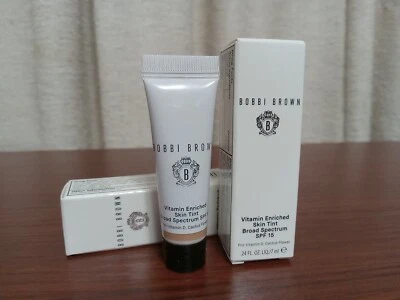 BOBBI BROWN
B
Vitamin Enriched
Skin Tint
Broad Spectrum SPF
BOBBI BROWN
BOBBI BROWN
B
Vitamin Enriched
Skin Tint
Broad Spectrum
SPF 15
.24 FL.OZ. LIQ./7 ml ℮